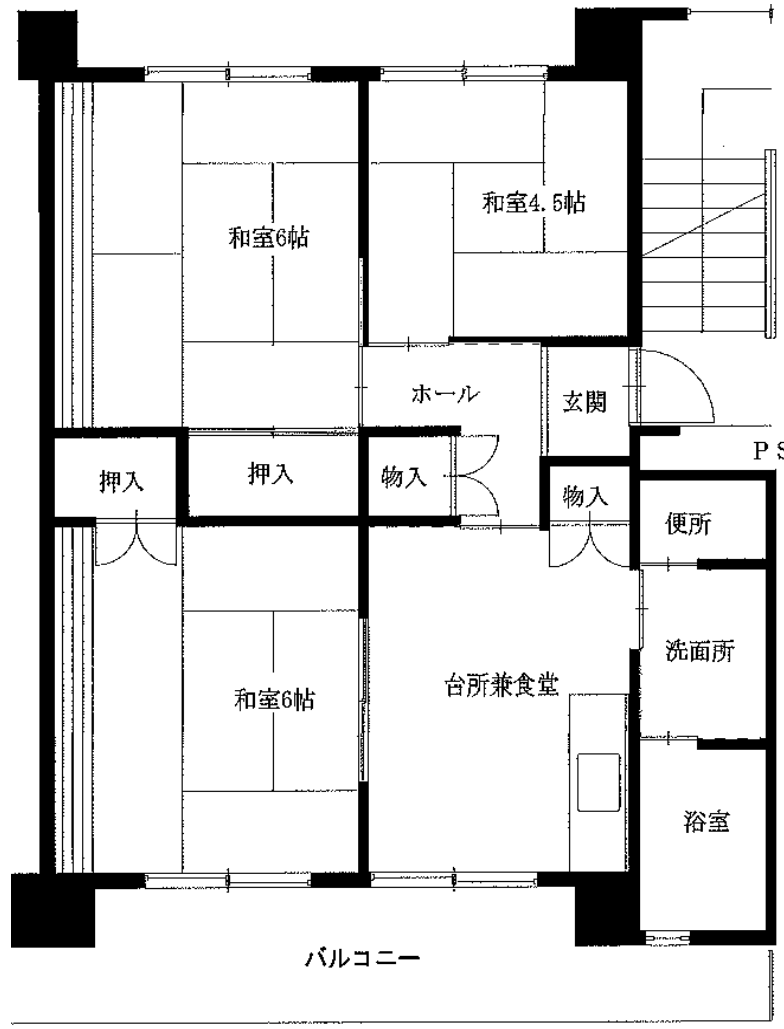 和室4.5帖
和室6帖
ホール
玄関
PS
押入
押入
物入
物入
便所
洗面所
台所兼食堂
和室6帖
浴室
バルコニー